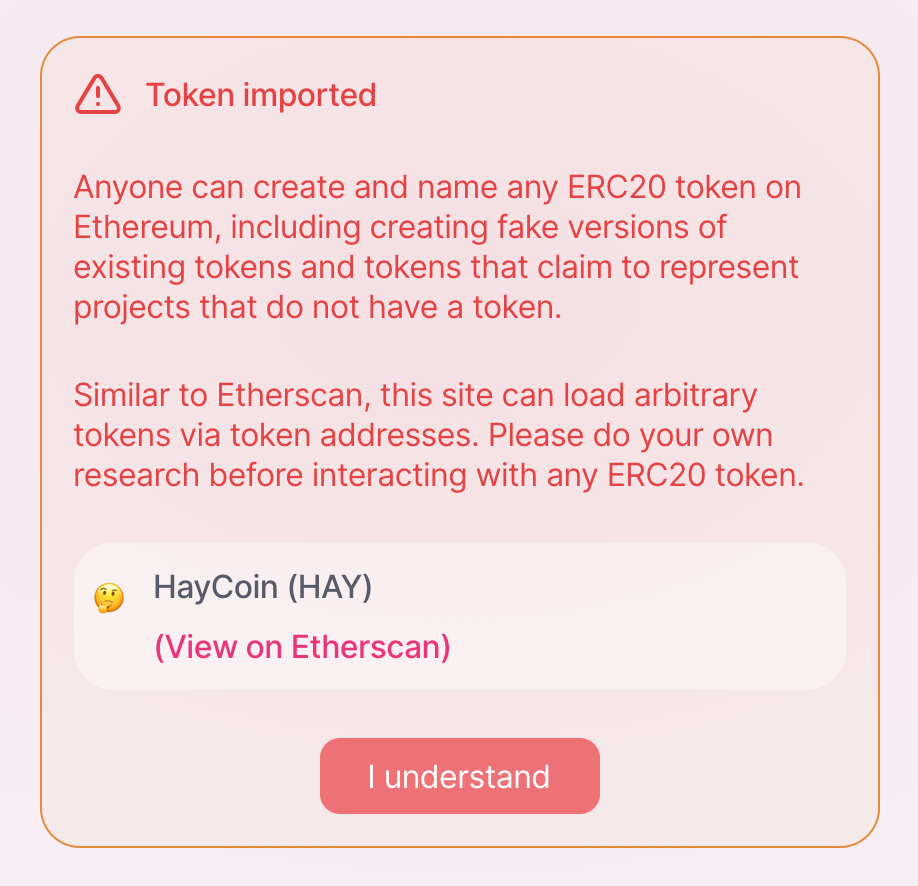 Token imported
Anyone can create and name any ERC20 token on
Ethereum, including creating fake versions of
existing tokens and tokens that claim to represent
projects that do not have a token.
Similar to Etherscan, this site can load arbitrary
tokens via token addresses. Please do your own
research before interacting with any ERC20 token.
HayCoin (HAY)
(View on Etherscan)
I understand